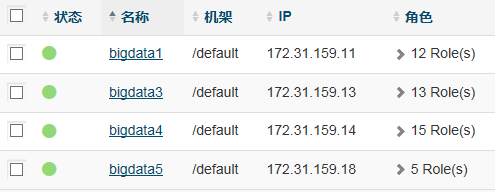 状态 名称 机架 IP 角色
bigdata1 /default 172.31.159.11 12 Role(s)
bigdata3 /default 172.31.159.13 13 Role(s)
bigdata4 /default 172.31.159.14 15 Role(s)
bigdata5 /default 172.31.159.18 5 Role(s)